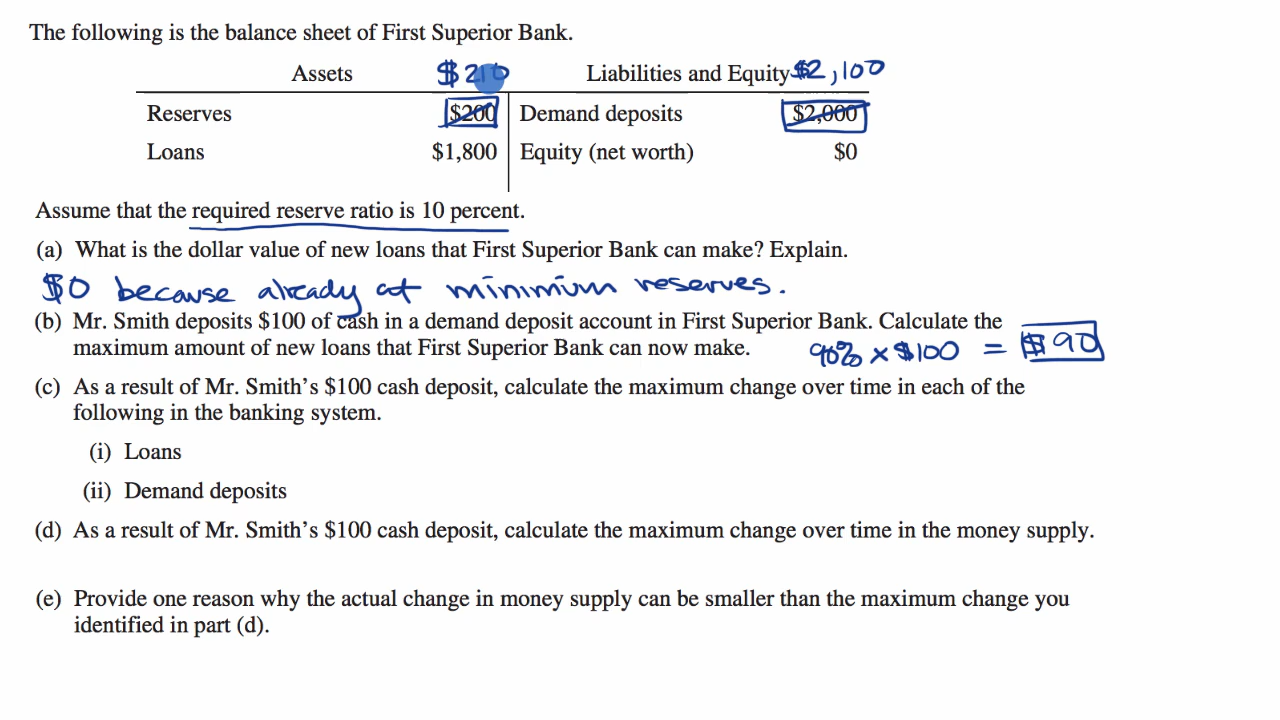 The following is the balance sheet of First Superior Bank.
Assets $210 Liabilities and Equity $2,100
Reserves $200 Demand deposits $2,000
Loans $1,800 Equity (net worth) $0
Assume that the required reserve ratio is 10 percent.
(a) What is the dollar value of new loans that First Superior Bank can make? Explain.
$0 because already at minimum reserves.
(b) Mr. Smith deposits $100 of cash in a demand deposit account in First Superior Bank. Calculate the
maximum amount of new loans that First Superior Bank can now make. 90% x $100 = $90
(c) As a result of Mr. Smith's $100 cash deposit, calculate the maximum change over time in each of the
following in the banking system.
(i) Loans
(ii) Demand deposits
(d) As a result of Mr. Smith's $100 cash deposit, calculate the maximum change over time in the money supply.
(e) Provide one reason why the actual change in money supply can be smaller than the maximum change you
identified in part (d).